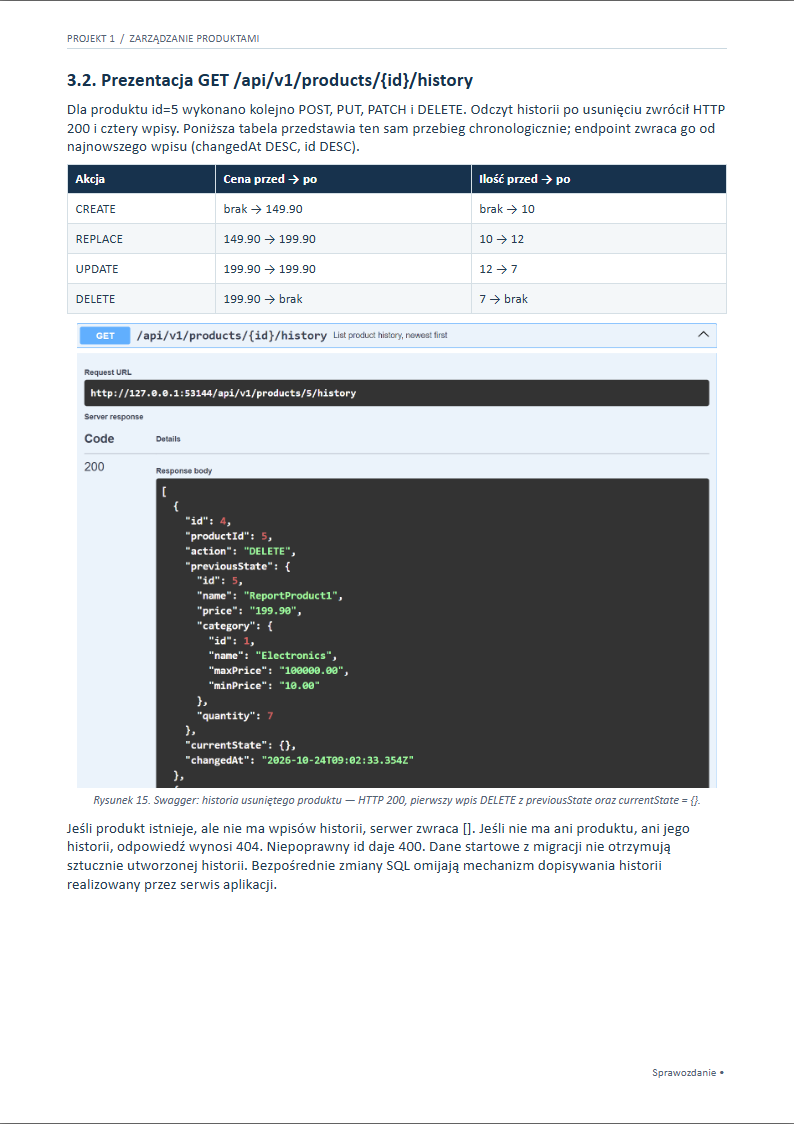 PROJEKT 1 / ZARZĄDZANIE PRODUKTAMI
3.2. Prezentacja GET /api/v1/products/{id}/history
Dla produktu id=5 wykonano kolejno POST, PUT, PATCH i DELETE. Odczyt historii po usunięciu zwrócił HTTP
200 i cztery wpisy. Poniższa tabela przedstawia ten sam przebieg chronologicznie; endpoint zwraca go od
najnowszego wpisu (changedAt DESC, id DESC).
Akcja Cena przed → po Ilość przed → po
CREATE brak → 149.90 brak → 10
REPLACE 149.90 → 199.90 10 → 12
UPDATE 199.90 → 199.90 12 → 7
DELETE 199.90 → brak 7 → brak
GET /api/v1/products/{id}/history List product history, newest first
Request URL
http://127.0.0.1:53144/api/v1/products/5/history
Server response
Code Details
200 Response body
[
{
"id": 4,
"productId": 5,
"action": "DELETE",
"previousState": {
"id": 5,
"name": "ReportProduct1",
"price": "199.90",
"category": {
"id": 1,
"name": "Electronics",
"maxPrice": "100000.00",
"minPrice": "10.00"
},
"quantity": 7
},
"currentState": {},
"changedAt": "2026-10-24T09:02:33.354Z"
},
Rysunek 15. Swagger: historia usuniętego produktu — HTTP 200, pierwszy wpis DELETE z previousState oraz currentState = {}.
Jeśli produkt istnieje, ale nie ma wpisów historii, serwer zwraca []. Jeśli nie ma ani produktu, ani jego
historii, odpowiedź wynosi 404. Niepoprawny id daje 400. Dane startowe z migracji nie otrzymują
sztucznie utworzonej historii. Bezpośrednie zmiany SQL omijają mechanizm dopisywania historii
realizowany przez serwis aplikacji.
Sprawozdanie •